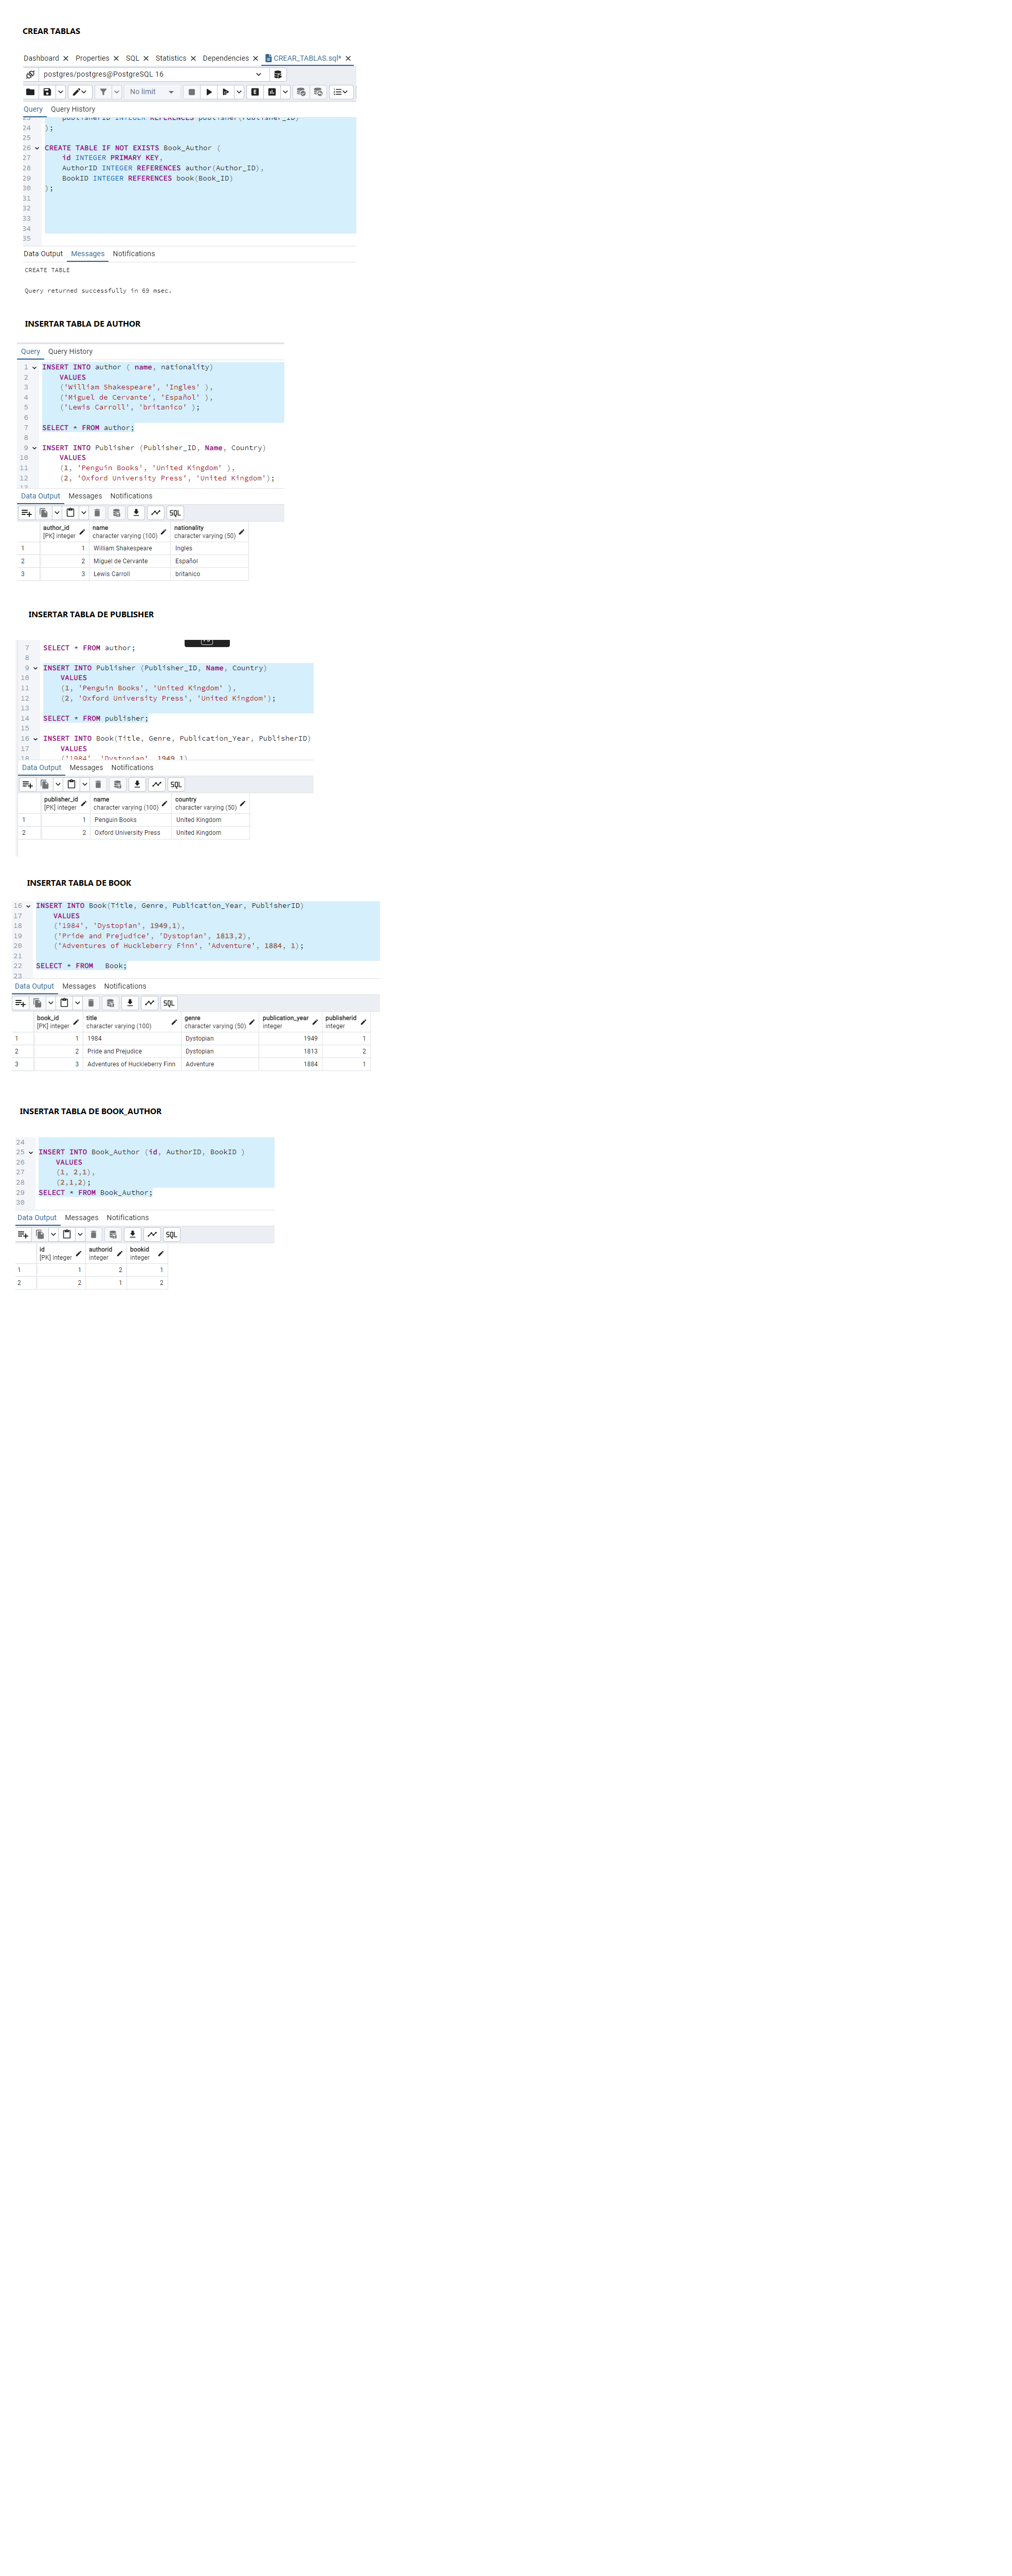 CREAR TABLAS
Dashboard Properties SQL Statistics Dependencies CREAR_TABLAS.sql*
postgres/postgres@PostgreSQL 16
No limit
Query Query History
23 publisherID INTEGER REFERENCES publisher(Publisher_ID)
24 );
25
26 CREATE TABLE IF NOT EXISTS Book_Author (
27 id INTEGER PRIMARY KEY,
28 AuthorID INTEGER REFERENCES author(Author_ID),
29 BookID INTEGER REFERENCES book(Book_ID)
30 );
31
32
33
34
35
Data Output Messages Notifications
CREATE TABLE
Query returned successfully in 69 msec.
INSERTAR TABLA DE AUTHOR
Query Query History
1 INSERT INTO author ( name, nationality)
2 VALUES
3 ('William Shakespeare', 'Ingles' ),
4 ('Miguel de Cervante', 'Español' ),
5 ('Lewis Carroll', 'britanico' );
6
7 SELECT * FROM author;
8
9 INSERT INTO Publisher (Publisher_ID, Name, Country)
10 VALUES
11 (1, 'Penguin Books', 'United Kingdom' ),
12 (2, 'Oxford University Press', 'United Kingdom');
Data Output Messages Notifications
SQL
author_id name nationality
[PK] integer character varying (100) character varying (50)
1 1 William Shakespeare Ingles
2 2 Miguel de Cervante Español
3 3 Lewis Carroll britanico
INSERTAR TABLA DE PUBLISHER
7 SELECT * FROM author;
8
9 INSERT INTO Publisher (Publisher_ID, Name, Country)
10 VALUES
11 (1, 'Penguin Books', 'United Kingdom' ),
12 (2, 'Oxford University Press', 'United Kingdom');
13
14 SELECT * FROM publisher;
15
16 INSERT INTO Book(Title, Genre, Publication_Year, PublisherID)
17 VALUES
18 ('1984', 'Dystopian', 1949,1)
Data Output Messages Notifications
SQL
publisher_id name country
[PK] integer character varying (100) character varying (50)
1 1 Penguin Books United Kingdom
2 2 Oxford University Press United Kingdom
INSERTAR TABLA DE BOOK
16 INSERT INTO Book(Title, Genre, Publication_Year, PublisherID)
17 VALUES
18 ('1984', 'Dystopian', 1949,1),
19 ('Pride and Prejudice', 'Dystopian', 1813,2),
20 ('Adventures of Huckleberry Finn', 'Adventure', 1884, 1);
21
22 SELECT * FROM Book;
23
Data Output Messages Notifications
SQL
book_id title genre publication_year publisherid
[PK] integer character varying (100) character varying (50) integer integer
1 1 1984 Dystopian 1949 1
2 2 Pride and Prejudice Dystopian 1813 2
3 3 Adventures of Huckleberry Finn Adventure 1884 1
INSERTAR TABLA DE BOOK_AUTHOR
24
25 INSERT INTO Book_Author (id, AuthorID, BookID )
26 VALUES
27 (1, 2,1),
28 (2,1,2);
29 SELECT * FROM Book_Author;
30
Data Output Messages Notifications
SQL
id authorid bookid
[PK] integer integer integer
1 1 2 1
2 2 1 2